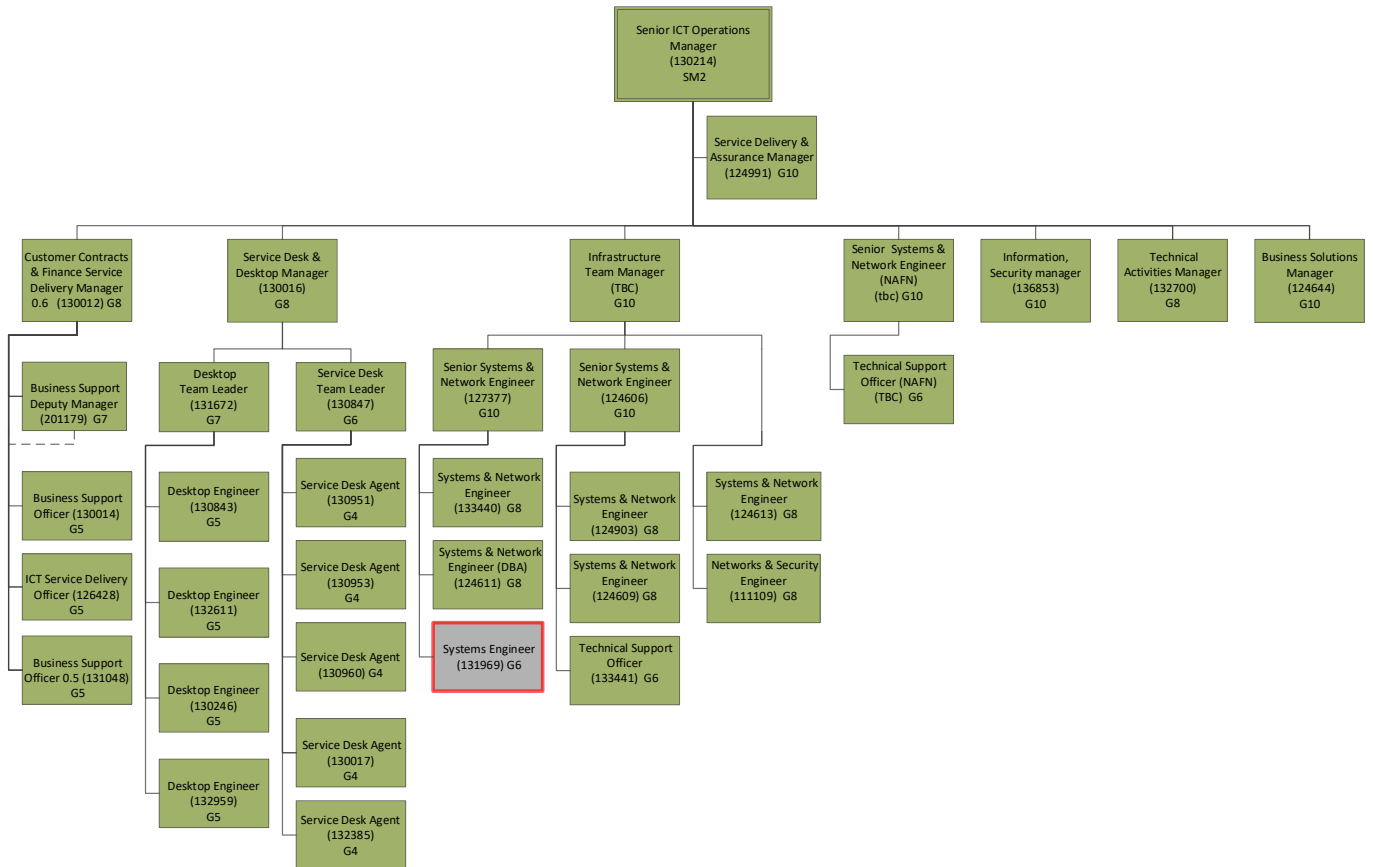 Senior ICT Operations
Manager
(130214)
SM2
Service Delivery &
Assurance Manager
(124991) G10
Customer Contracts
& Finance Service
Delivery Manager
0.6 (130012) G8
Service Desk &
Desktop Manager
(130016)
G8
Infrastructure
Team Manager
(TBC)
G10
Senior Systems &
Network Engineer
(NAFN)
(tbc) G10
Information,
Security manager
(136853)
G10
Technical
Activities Manager
(132700)
G8
Business Solutions
Manager
(124644)
G10
Business Support
Deputy Manager
(201179) G7
Desktop
Team Leader
(131672)
G7
Service Desk
Team Leader
(130847)
G6
Senior Systems &
Network Engineer
(127377)
G10
Senior Systems &
Network Engineer
(124606)
G10
Technical Support
Officer (NAFN)
(TBC) G6
Business Support
Officer (130014)
G5
ICT Service Delivery
Officer (126428)
G5
Business Support
Officer 0.5 (131048)
G5
Desktop Engineer
(130843)
G5
Desktop Engineer
(132611)
G5
Desktop Engineer
(130246)
G5
Desktop Engineer
(132959)
G5
Service Desk Agent
(130951)
G4
Service Desk Agent
(130953)
G4
Service Desk Agent
(130960) G4
Service Desk Agent
(130017)
G4
Service Desk Agent
(132385)
G4
Systems & Network
Engineer
(133440) G8
Systems & Network
Engineer (DBA)
(124611) G8
Systems Engineer
(131969) G6
Systems & Network
Engineer
(124903) G8
Systems & Network
Engineer
(124609) G8
Technical Support
Officer
(133441) G6
Systems & Network
Engineer
(124613) G8
Networks & Security
Engineer
(111109) G8